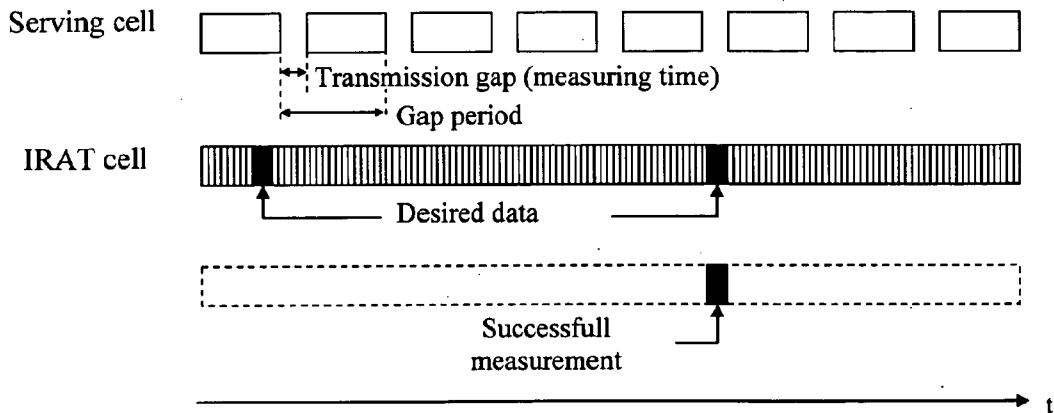 Serving cell
Transmission gap (measuring time)
Gap period
IRAT cell
Desired data
Successfull
measurement
t